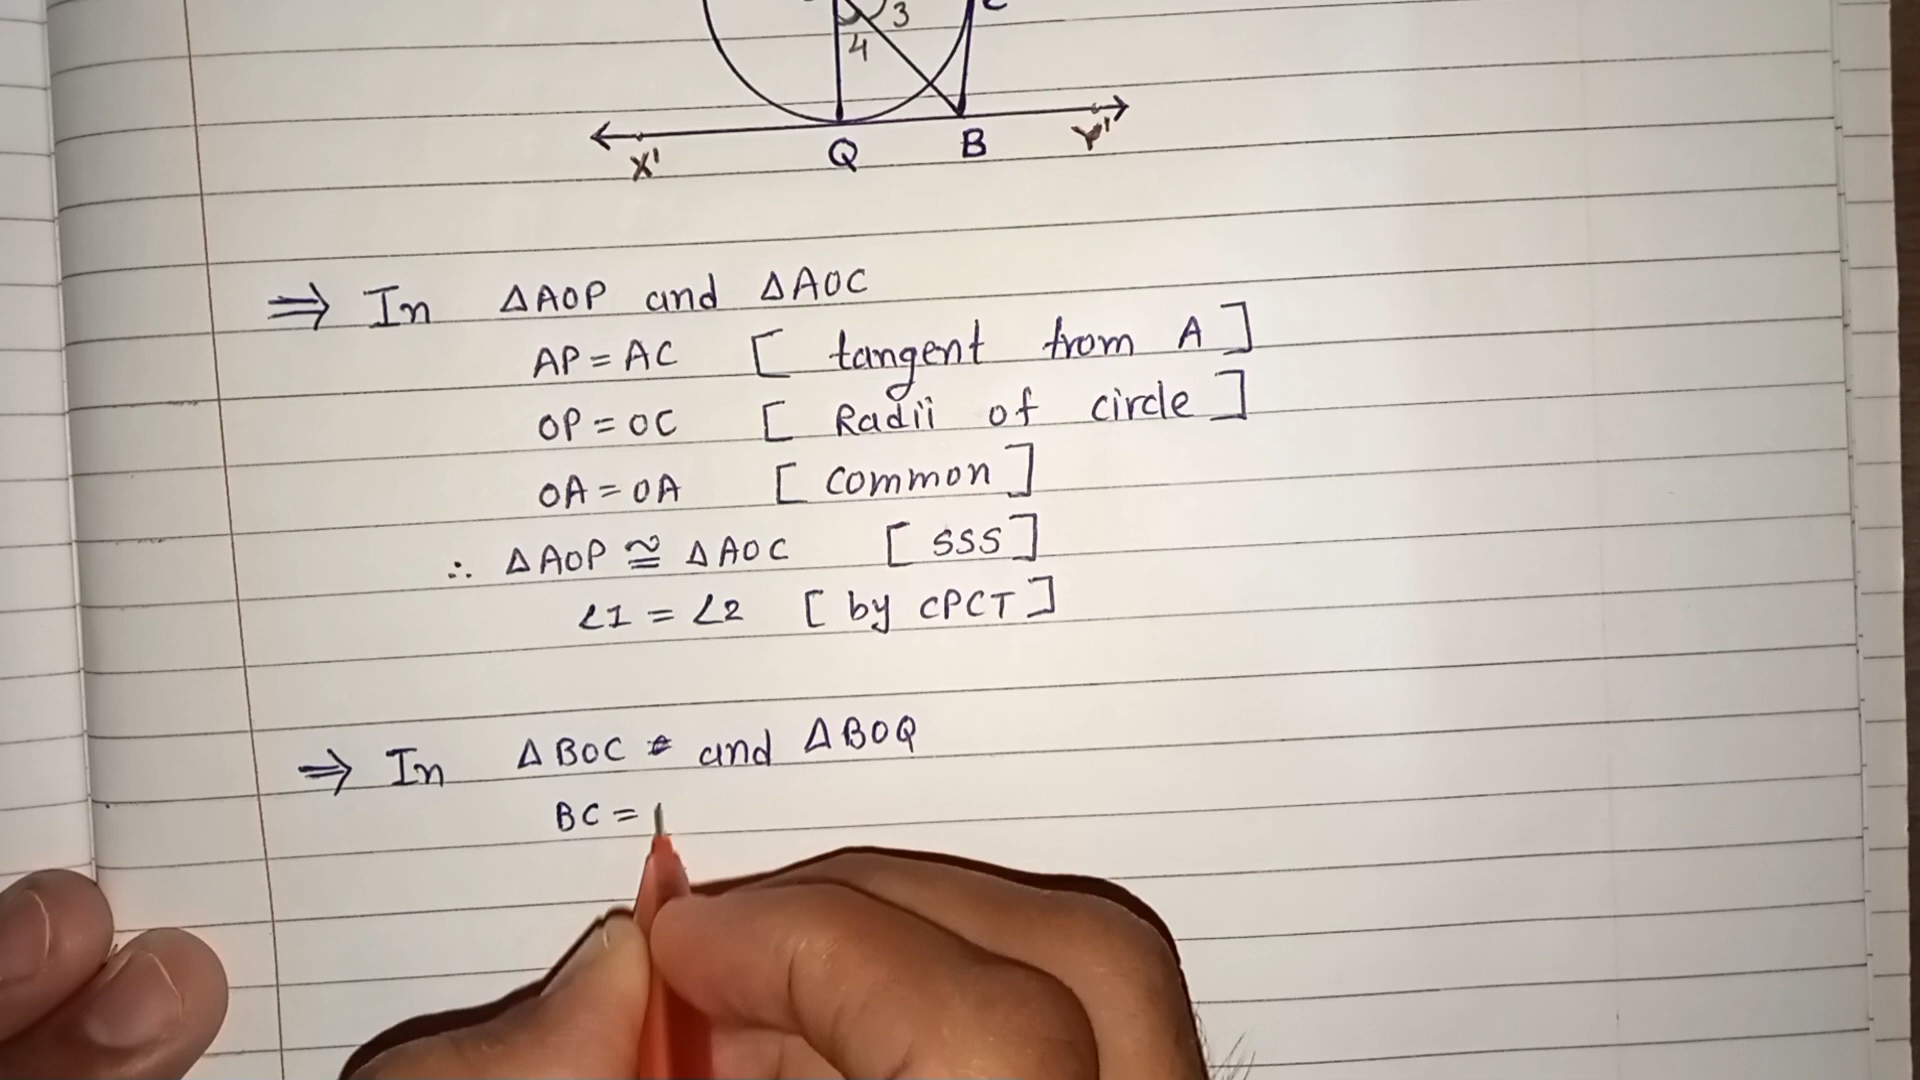 3
4
X' Q B Y'
⇒ In ΔAOP and ΔAOC
AP = AC [ tangent from A ]
OP = OC [ Radii of circle ]
OA = OA [ common ]
∴ ΔAOP ≅ ΔAOC [ SSS ]
∠1 = ∠2 [ by CPCT ]
⇒ In ΔBOC and ΔBOQ
BC =